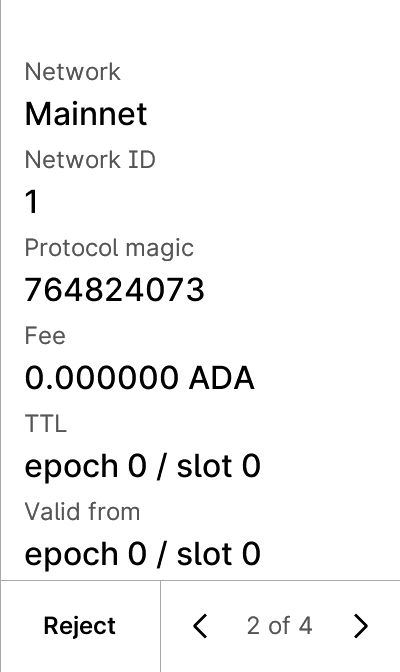 Network
Mainnet
Network ID
1
Protocol magic
764824073
Fee
0.000000 ADA
TTL
epoch 0 / slot 0
Valid from
epoch 0 / slot 0
Reject
2 of 4